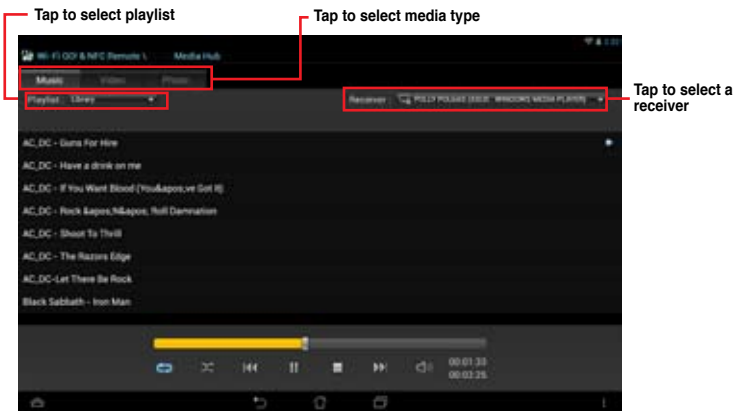 Tap to select playlist
Tap to select media type
Wi-Fi GO! & NFC Remote \ Media Hub
Music Video Photo
Playlist : Library
Receiver :
WINDOWS MEDIA PLAYER)
Tap to select a
receiver
AC_DC - Guns For Hire
AC_DC - Have a drink on me
AC_DC - If You Want Blood (You&apos;ve Got It)
AC_DC - Rock &apos;N&apos; Roll Damnation
AC_DC - Shoot To Thrill
AC_DC - The Razors Edge
AC_DC-Let There Be Rock
Black Sabbath - Iron Man
00:01:33
00:03:25